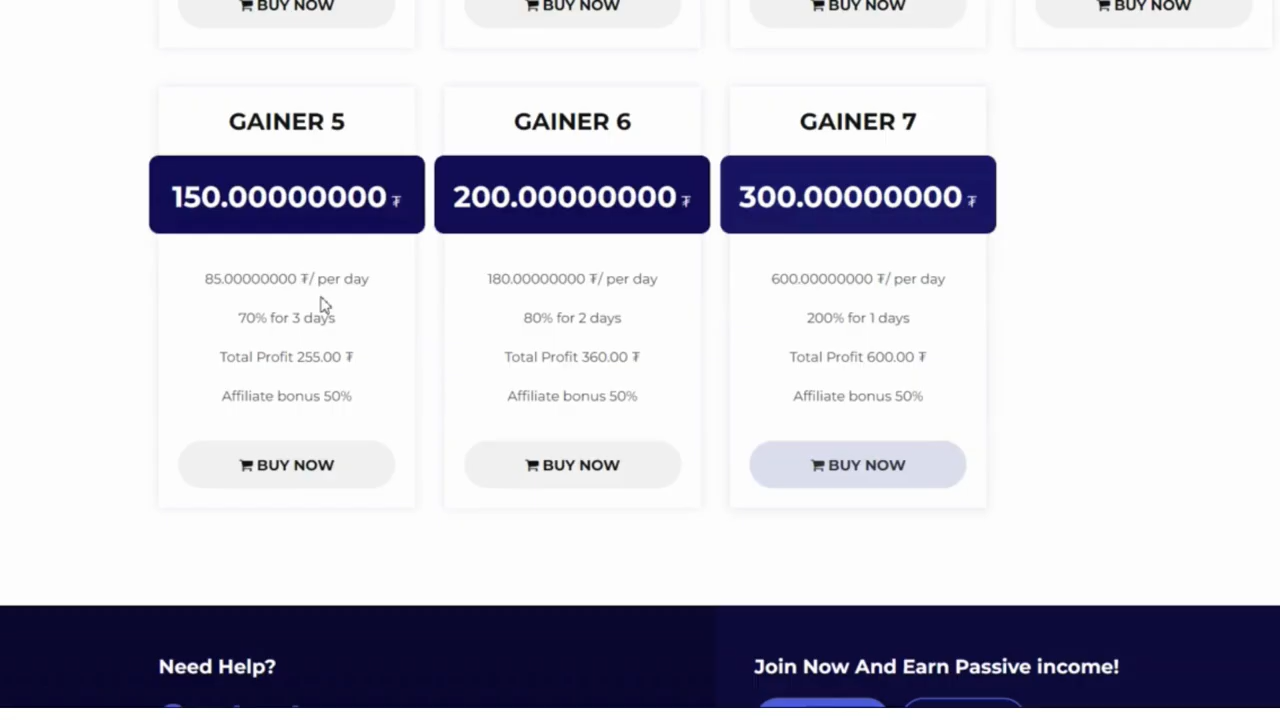 BUY NOW BUY NOW BUY NOW BUY NOW
GAINER 5
150.00000000 ₮
85.00000000 ₮/ per day
70% for 3 days
Total Profit 255.00 ₮
Affiliate bonus 50%
BUY NOW
GAINER 6
200.00000000 ₮
180.00000000 ₮/ per day
80% for 2 days
Total Profit 360.00 ₮
Affiliate bonus 50%
BUY NOW
GAINER 7
300.00000000 ₮
600.00000000 ₮/ per day
200% for 1 days
Total Profit 600.00 ₮
Affiliate bonus 50%
BUY NOW
Need Help?
Join Now And Earn Passive income!